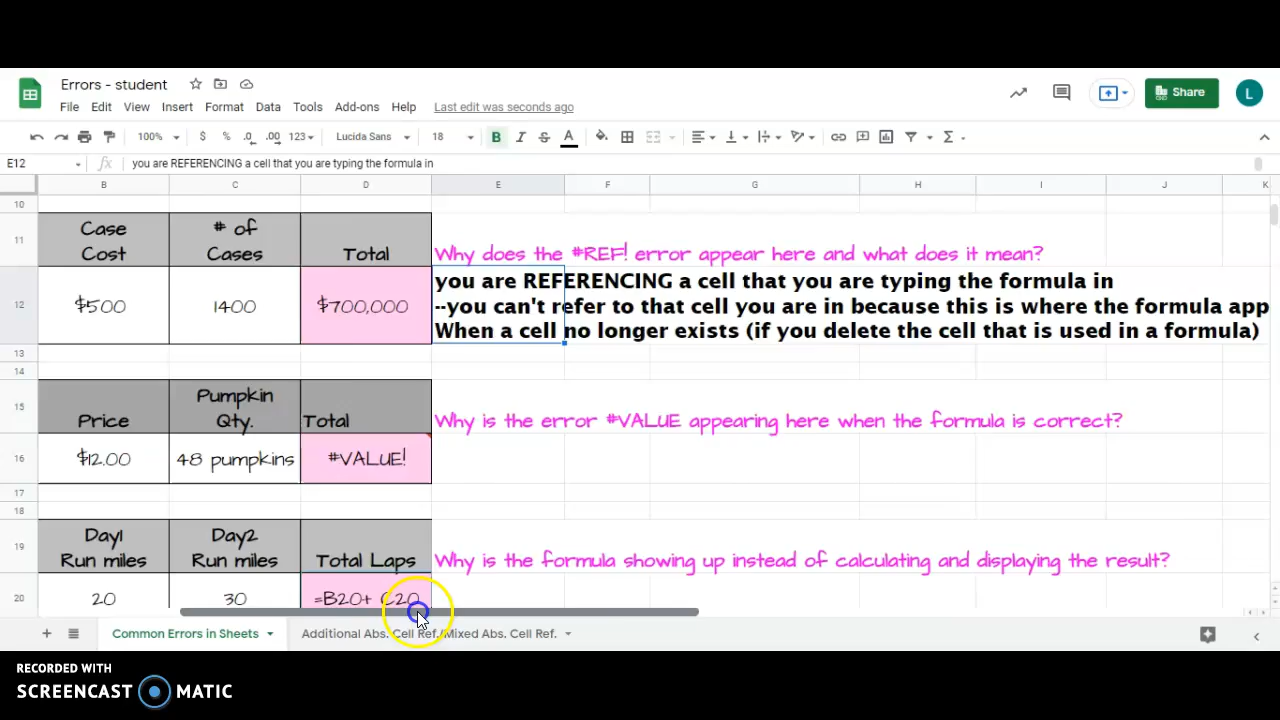 Errors - student
File Edit View Insert Format Data Tools Add-ons Help Last edit was seconds ago
Share
L
100% $ % .0 .00 123 Lucida Sans 18 B I S A
E12 fx you are REFERENCING a cell that you are typing the formula in
B C D E F G H I J K
10
11 Case Cost # of Cases Total Why does the #REF! error appear here and what does it mean?
12 $500 1400 $700,000 you are REFERENCING a cell that you are typing the formula in
--you can't refer to that cell you are in because this is where the formula app
When a cell no longer exists (if you delete the cell that is used in a formula)
13
14
15 Price Pumpkin Qty. Total Why is the error #VALUE appearing here when the formula is correct?
16 $12.00 48 pumpkins #VALUE!
17
18
19 Day1 Run miles Day2 Run miles Total Laps Why is the formula showing up instead of calculating and displaying the result?
20 20 30 =B20+ C20
Common Errors in Sheets Additional Abs. Cell Ref./Mixed Abs. Cell Ref.
RECORDED WITH
SCREENCAST MATIC